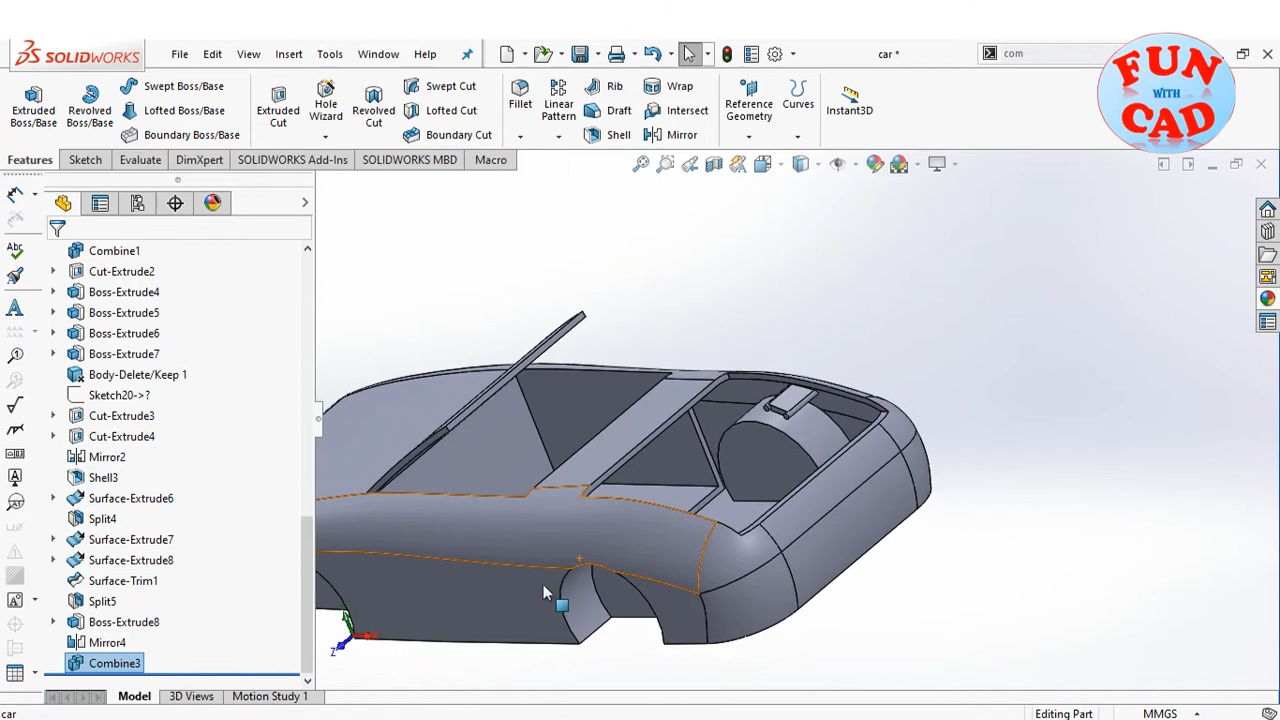 SOLIDWORKS
File Edit View Insert Tools Window Help
car *
com
FUN
WITH
CAD
Extruded Boss/Base
Revolved Boss/Base
Swept Boss/Base
Lofted Boss/Base
Boundary Boss/Base
Extruded Cut
Hole Wizard
Revolved Cut
Swept Cut
Lofted Cut
Boundary Cut
Fillet
Linear Pattern
Rib
Draft
Shell
Wrap
Intersect
Mirror
Reference Geometry
Curves
Instant3D
Features Sketch Evaluate DimXpert SOLIDWORKS Add-Ins SOLIDWORKS MBD Macro
Combine1
Cut-Extrude2
Boss-Extrude4
Boss-Extrude5
Boss-Extrude6
Boss-Extrude7
Body-Delete/Keep 1
Sketch20->?
Cut-Extrude3
Cut-Extrude4
Mirror2
Shell3
Surface-Extrude6
Split4
Surface-Extrude7
Surface-Extrude8
Surface-Trim1
Split5
Boss-Extrude8
Mirror4
Combine3
Abc
A
Z
Model 3D Views Motion Study 1
car
Editing Part
MMGS